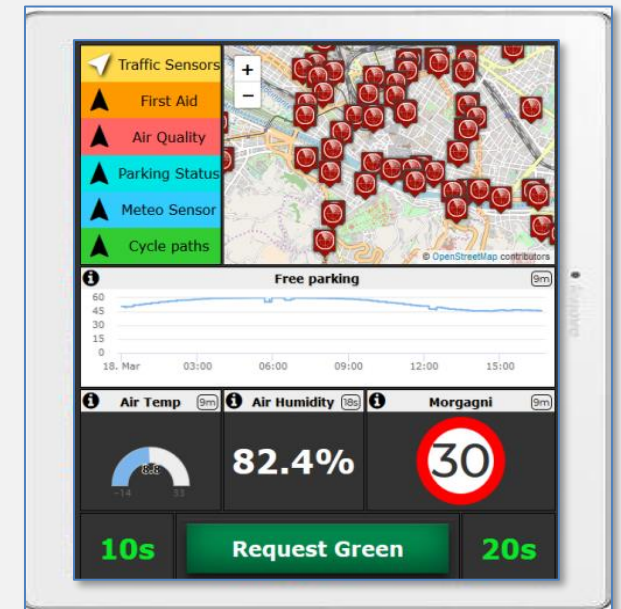 Traffic Sensors
First Aid
Air Quality
Parking Status
Meteo Sensor
Cycle paths
+
−
© OpenStreetMap contributors
Free parking 9m
60
45
30
15
0
18. Mar 03:00 06:00 09:00 12:00 15:00
Air Temp 9m
8.8
-14 33
Air Humidity 18s
82.4%
Morgagni 9m
30
10s Request Green 20s